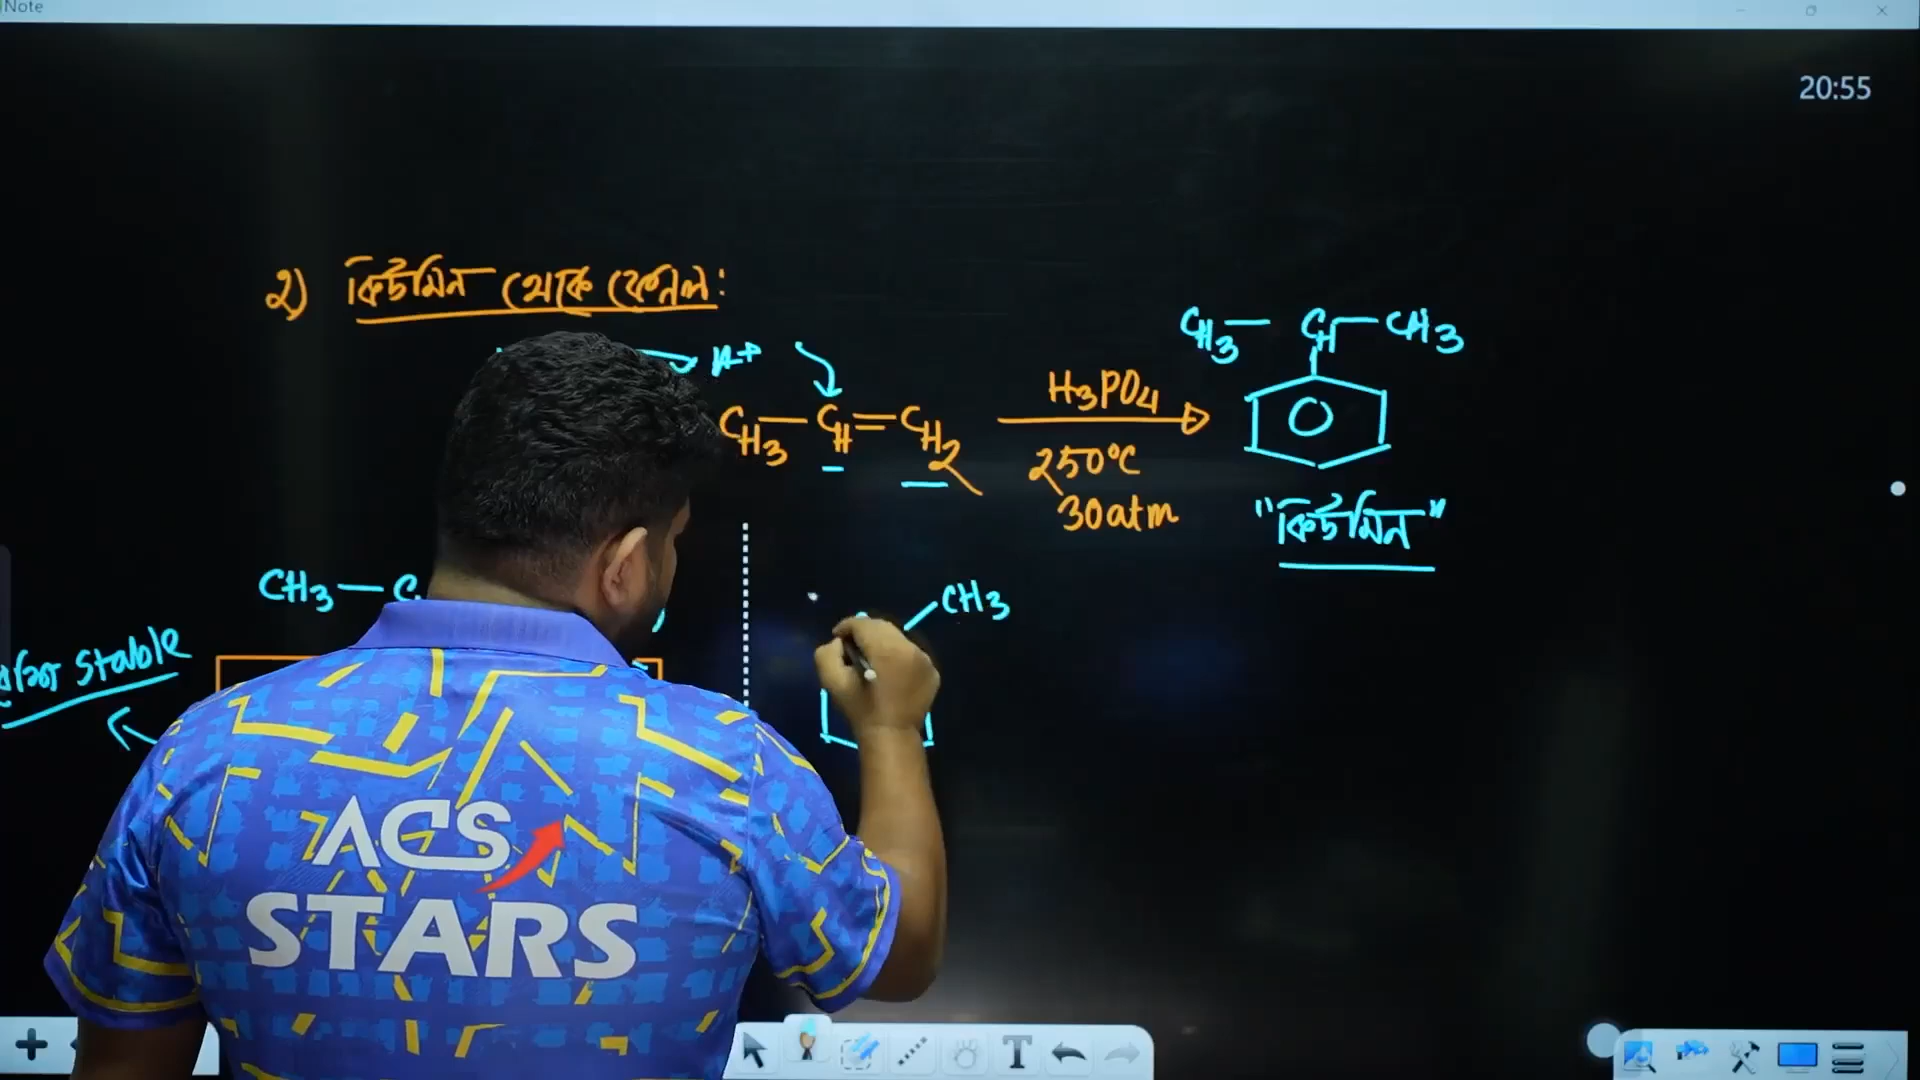 Note
20:55
২) কিউমিন থেকে ফেনল:
H+
CH3—CH=CH2
H3PO4
250°C
30atm
CH3— CH—CH3
"কিউমিন"
CH3 — C
CH3
Stable
ACS
STARS
T